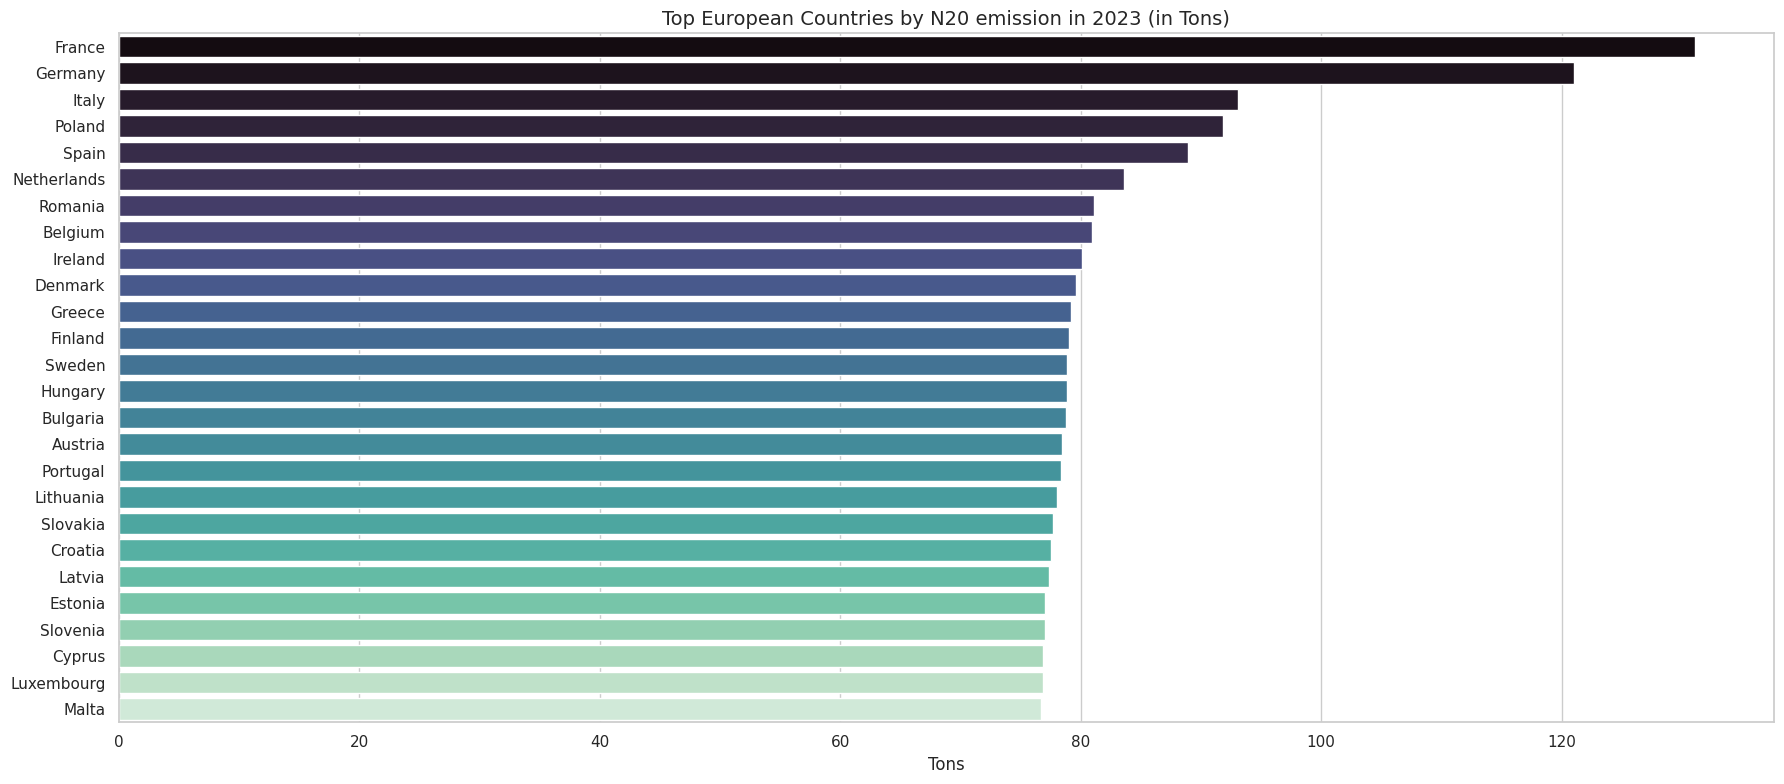 Top European Countries by N20 emission in 2023 (in Tons)
France
Germany
Italy
Poland
Spain
Netherlands
Romania
Belgium
Ireland
Denmark
Greece
Finland
Sweden
Hungary
Bulgaria
Austria
Portugal
Lithuania
Slovakia
Croatia
Latvia
Estonia
Slovenia
Cyprus
Luxembourg
Malta
0 20 40 60 80 100 120
Tons